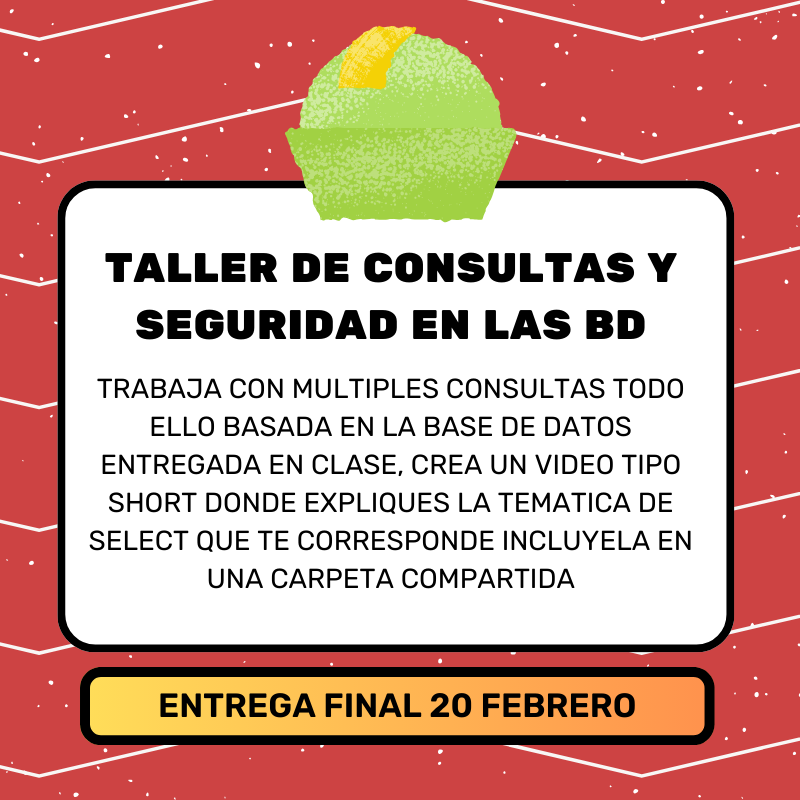 TALLER DE CONSULTAS Y
SEGURIDAD EN LAS BD
TRABAJA CON MULTIPLES CONSULTAS TODO
ELLO BASADA EN LA BASE DE DATOS
ENTREGADA EN CLASE, CREA UN VIDEO TIPO
SHORT DONDE EXPLIQUES LA TEMATICA DE
SELECT QUE TE CORRESPONDE INCLUYELA EN
UNA CARPETA COMPARTIDA
ENTREGA FINAL 20 FEBRERO